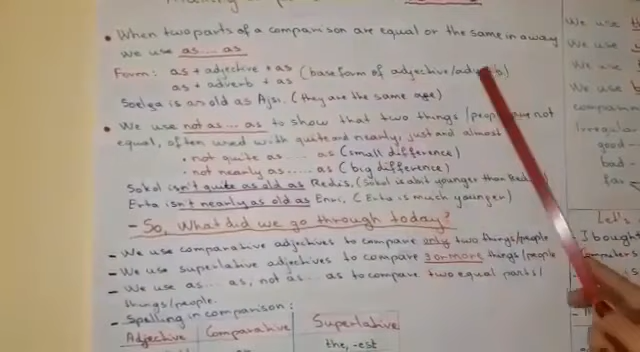 When two parts of a comparison are equal or the same in a way
we use as... as
Form: as + adjective + as (base form of adjective/adverb)
as + adverb + as
Soelga is as old as Ajsi. (they are the same age)
We use not as... as to show that two things/people are not
equal, often used with quite and nearly, just and almost
• not quite as ..... as (small difference)
• not nearly as ..... as (big difference)
Sokol isn't quite as old as Redis. (Sokol is a bit younger than Redis)
Erta isn't nearly as old as Enri. (Erta is much younger)
- So, What did we go through today?
- We use comparative adjectives to compare only two things/people
- We use superlative adjectives to compare 3 or more things/people
- We use as... as, not as... as to compare two equal parts/
things/people.
- Spelling in comparison:
Adjective Comparative Superlative
the, -est
We use
We use
We use
We use b
comparison
Irregular
good -
bad -
far -
Let's
I bought